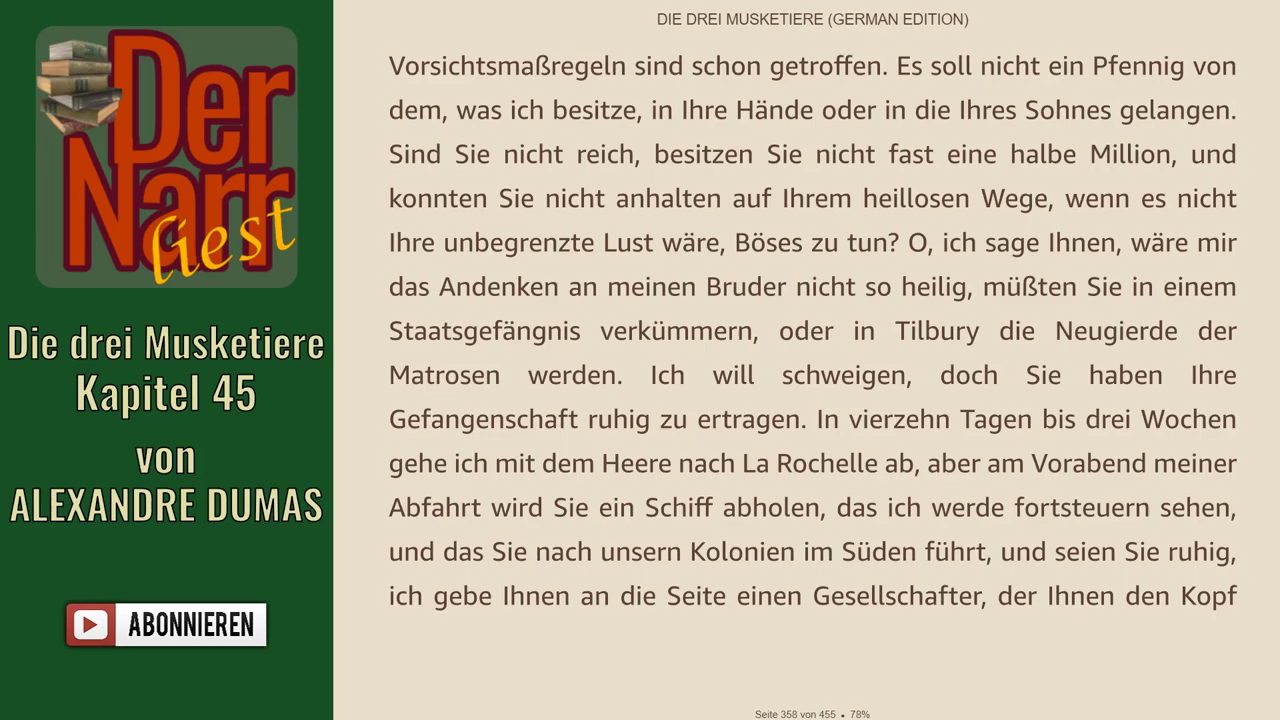 Der
Narr
liest
Die drei Musketiere
Kapitel 45
von
ALEXANDRE DUMAS
ABONNIEREN
DIE DREI MUSKETIERE (GERMAN EDITION)
Vorsichtsmaßregeln sind schon getroffen. Es soll nicht ein Pfennig von
dem, was ich besitze, in Ihre Hände oder in die Ihres Sohnes gelangen.
Sind Sie nicht reich, besitzen Sie nicht fast eine halbe Million, und
konnten Sie nicht anhalten auf Ihrem heillosen Wege, wenn es nicht
Ihre unbegrenzte Lust wäre, Böses zu tun? O, ich sage Ihnen, wäre mir
das Andenken an meinen Bruder nicht so heilig, müßten Sie in einem
Staatsgefängnis verkümmern, oder in Tilbury die Neugierde der
Matrosen werden. Ich will schweigen, doch Sie haben Ihre
Gefangenschaft ruhig zu ertragen. In vierzehn Tagen bis drei Wochen
gehe ich mit dem Heere nach La Rochelle ab, aber am Vorabend meiner
Abfahrt wird Sie ein Schiff abholen, das ich werde fortsteuern sehen,
und das Sie nach unsern Kolonien im Süden führt, und seien Sie ruhig,
ich gebe Ihnen an die Seite einen Gesellschafter, der Ihnen den Kopf
Seite 358 von 455 • 78%